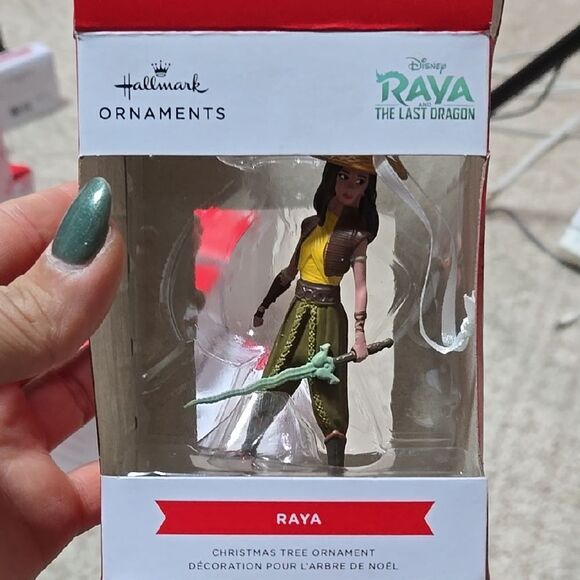 Hallmark
ORNAMENTS
Disney
RAYA
AND
THE LAST DRAGON
RAYA
CHRISTMAS TREE ORNAMENT
DÉCORATION POUR L'ARBRE DE NOËL